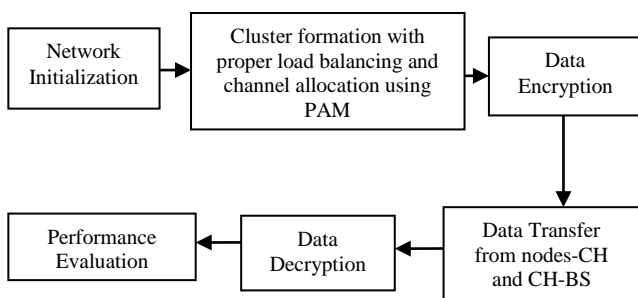 Network
Initialization
Cluster formation with
proper load balancing and
channel allocation using
PAM
Data
Encryption
Data Transfer
from nodes-CH
and CH-BS
Data
Decryption
Performance
Evaluation